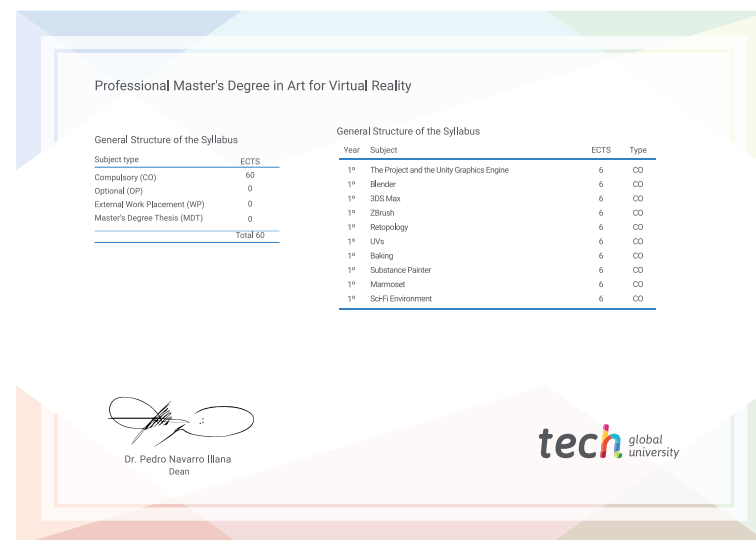 Professional Master's Degree in Art for Virtual Reality
General Structure of the Syllabus
Subject type ECTS
Compulsory (CO) 60
Optional (OP) 0
External Work Placement (WP) 0
Master's Degree Thesis (MDT) 0
Total 60
General Structure of the Syllabus
Year Subject ECTS Type
1º The Project and the Unity Graphics Engine 6 CO
1º Blender 6 CO
1º 3DS Max 6 CO
1º ZBrush 6 CO
1º Retopology 6 CO
1º UVs 6 CO
1º Baking 6 CO
1º Substance Painter 6 CO
1º Marmoset 6 CO
1º Sci-Fi Environment 6 CO
Dr. Pedro Navarro Illana
Dean
tech global
university